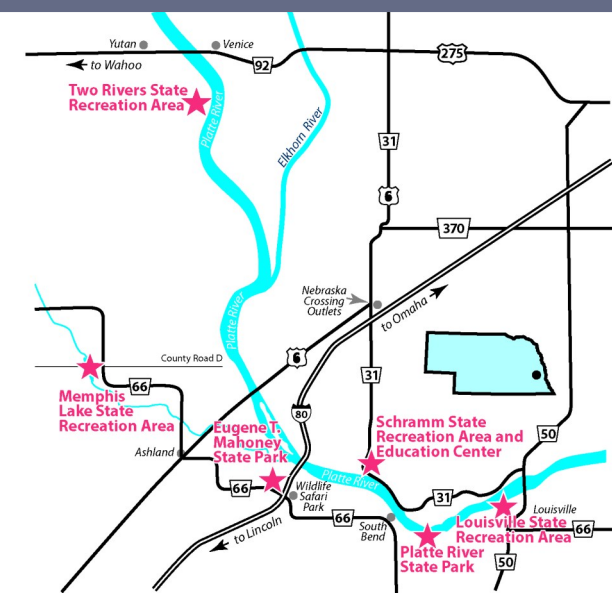 Yutan
Venice
to Wahoo
92
275
Two Rivers State
Recreation Area
Platte River
Elkhorn River
31
6
370
Nebraska
Crossing
Outlets
to Omaha
Platte River
County Road D
6
66
31
Memphis
Lake State
Recreation Area
80
Eugene T.
Mahoney
State Park
Schramm State
Recreation Area and
Education Center
50
Ashland
Platte River
66
Wildlife
Safari
Park
31
Louisville
66
South
Bend
66
Louisville State
Recreation Area
to Lincoln
Platte River
State Park
50